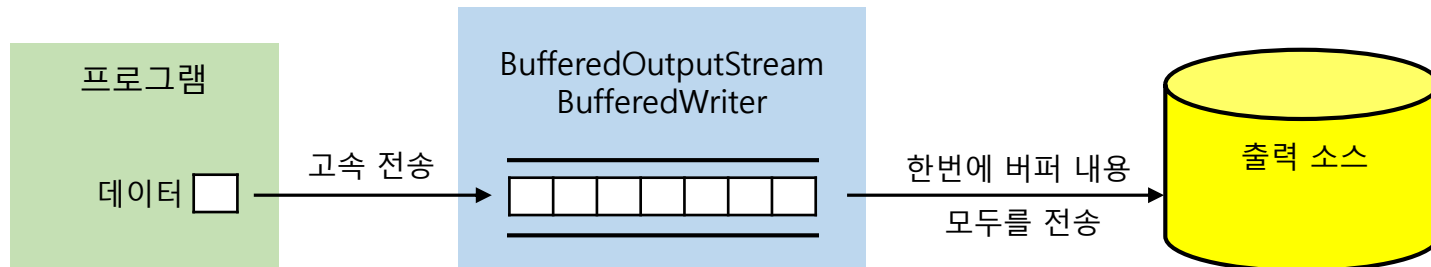 프로그램
데이터
고속 전송
BufferedOutputStream
BufferedWriter
한번에 버퍼 내용
모두를 전송
출력 소스